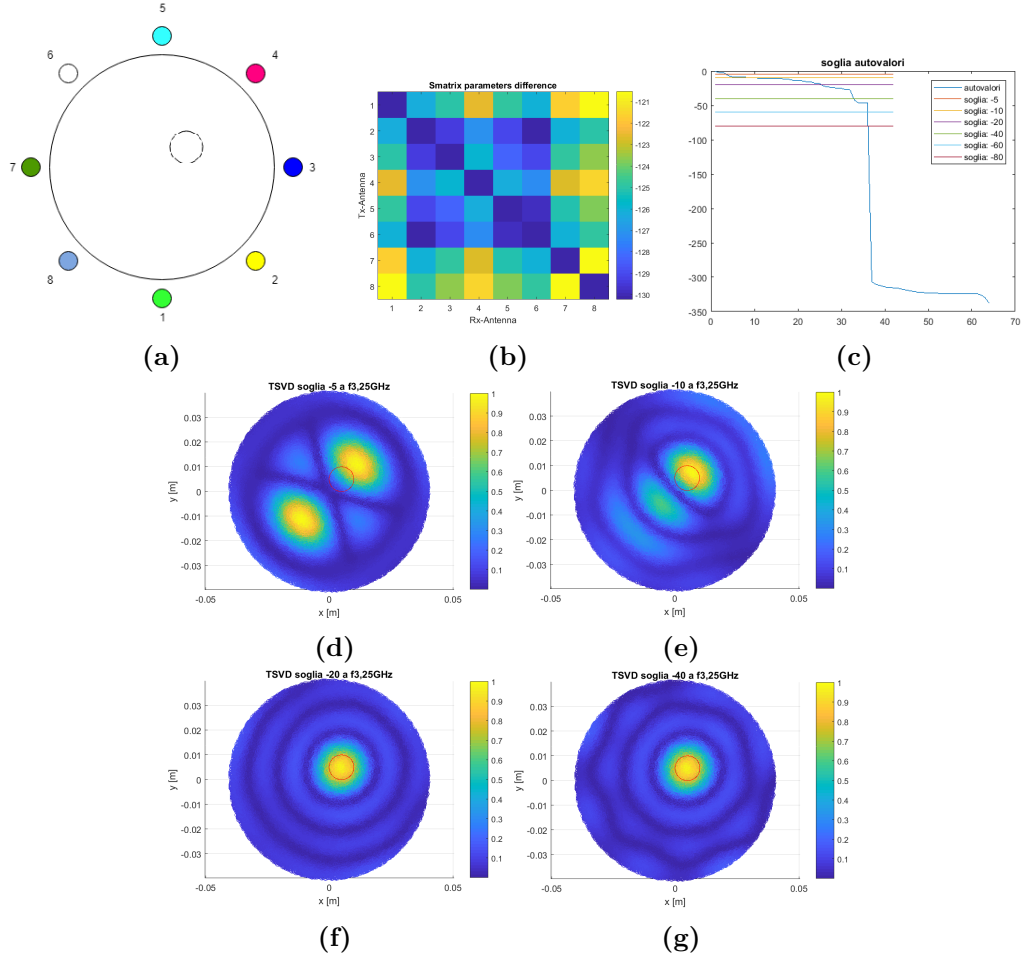 5
6
4
7
3
8
2
1
(a)
Smatrix parameters difference
Tx-Antenna
1
2
3
4
5
6
7
8
1 2 3 4 5 6 7 8
Rx-Antenna
-121
-122
-123
-124
-125
-126
-127
-128
-129
-130
(b)
soglia autovalori
0
-50
-100
-150
-200
-250
-300
-350
0 10 20 30 40 50 60 70
autovalori
soglia: -5
soglia: -10
soglia: -20
soglia: -40
soglia: -60
soglia: -80
(c)
TSVD soglia -5 a f3,25GHz
y [m]
0.03
0.02
0.01
0
-0.01
-0.02
-0.03
-0.05 0 0.05
x [m]
1
0.9
0.8
0.7
0.6
0.5
0.4
0.3
0.2
0.1
(d)
TSVD soglia -10 a f3,25GHz
y [m]
0.03
0.02
0.01
0
-0.01
-0.02
-0.03
-0.05 0 0.05
x [m]
1
0.9
0.8
0.7
0.6
0.5
0.4
0.3
0.2
0.1
(e)
TSVD soglia -20 a f3,25GHz
y [m]
0.03
0.02
0.01
0
-0.01
-0.02
-0.03
-0.05 0 0.05
x [m]
1
0.9
0.8
0.7
0.6
0.5
0.4
0.3
0.2
0.1
(f)
TSVD soglia -40 a f3,25GHz
y [m]
0.03
0.02
0.01
0
-0.01
-0.02
-0.03
-0.05 0 0.05
x [m]
1
0.9
0.8
0.7
0.6
0.5
0.4
0.3
0.2
0.1
(g)